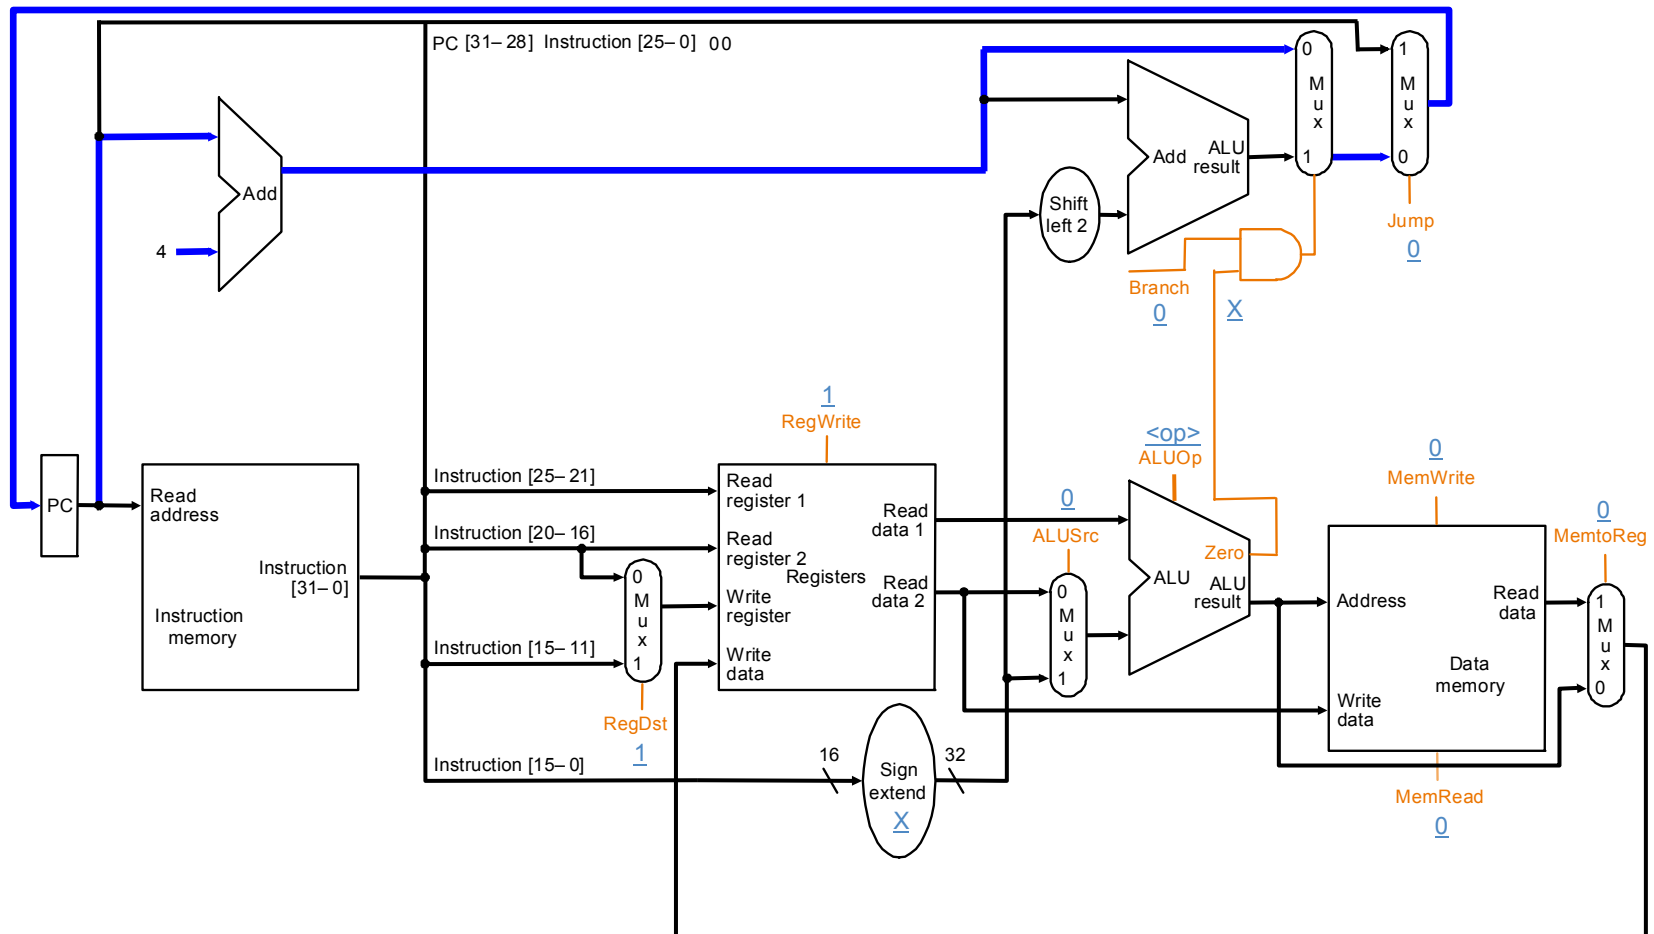 PC [31–28] Instruction [25–0] 00
0
M
u
x
1
1
M
u
x
0
Add
ALU
result
Add
4
Shift
left 2
Jump
0
Branch
0
X
1
RegWrite
<op>
ALUOp
0
MemWrite
0
MemtoReg
0
ALUSrc
PC
Read
address
Instruction
[31–0]
Instruction
memory
Instruction [25–21]
Instruction [20–16]
Instruction [15–11]
Instruction [15–0]
0
M
u
x
1
RegDst
1
Read
register 1
Read
register 2
Write
register
Write
data
Registers
Read
data 1
Read
data 2
0
M
u
x
1
Zero
ALU
ALU
result
Address
Write
data
Read
data
Data
memory
1
M
u
x
0
16
Sign
extend
X
32
MemRead
0